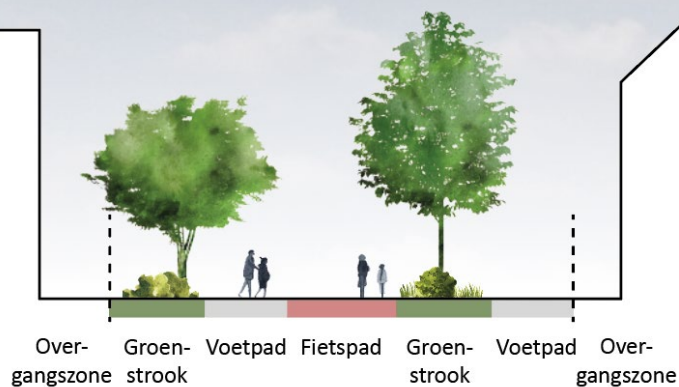 Over-
gangszone
Groen-
strook
Voetpad
Fietspad
Groen-
strook
Voetpad
Over-
gangszone